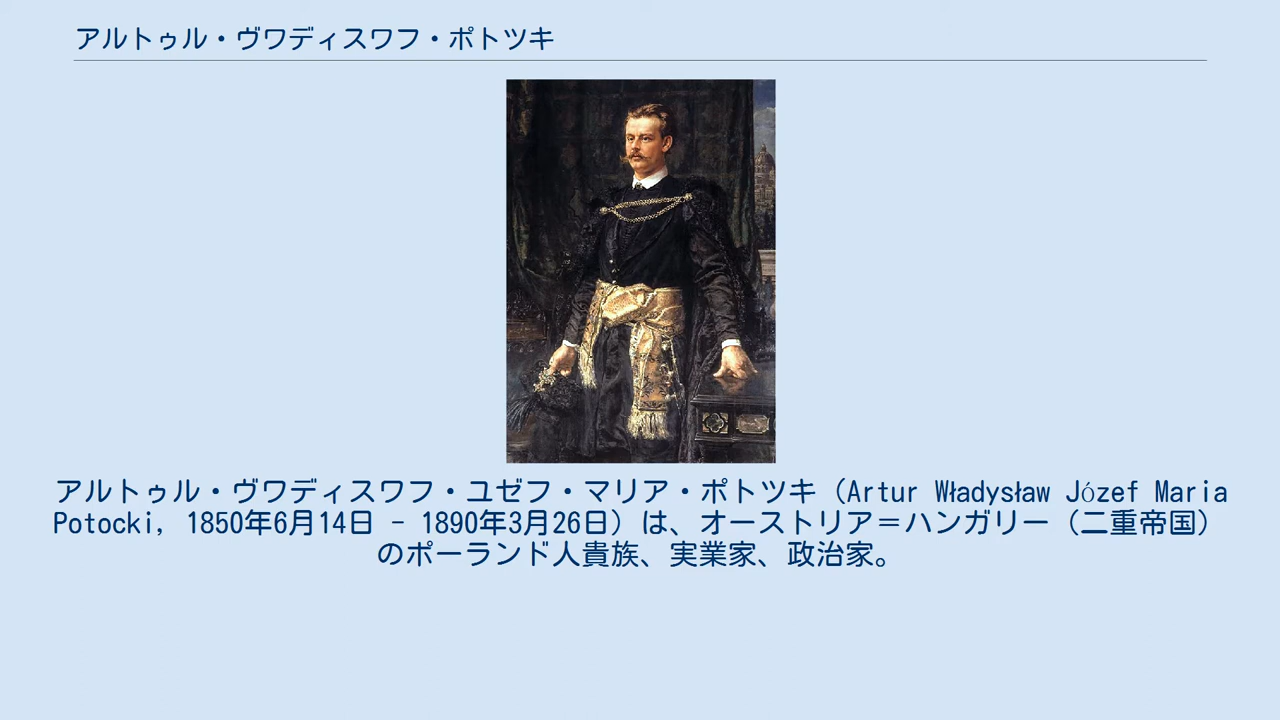 アルトゥル・ヴワディスワフ・ポトツキ
アルトゥル・ヴワディスワフ・ユゼフ・マリア・ポトツキ（Artur Władysław Józef Maria
Potocki, 1850年6月14日 - 1890年3月26日）は、オーストリア＝ハンガリー（二重帝国）
のポーランド人貴族、実業家、政治家。